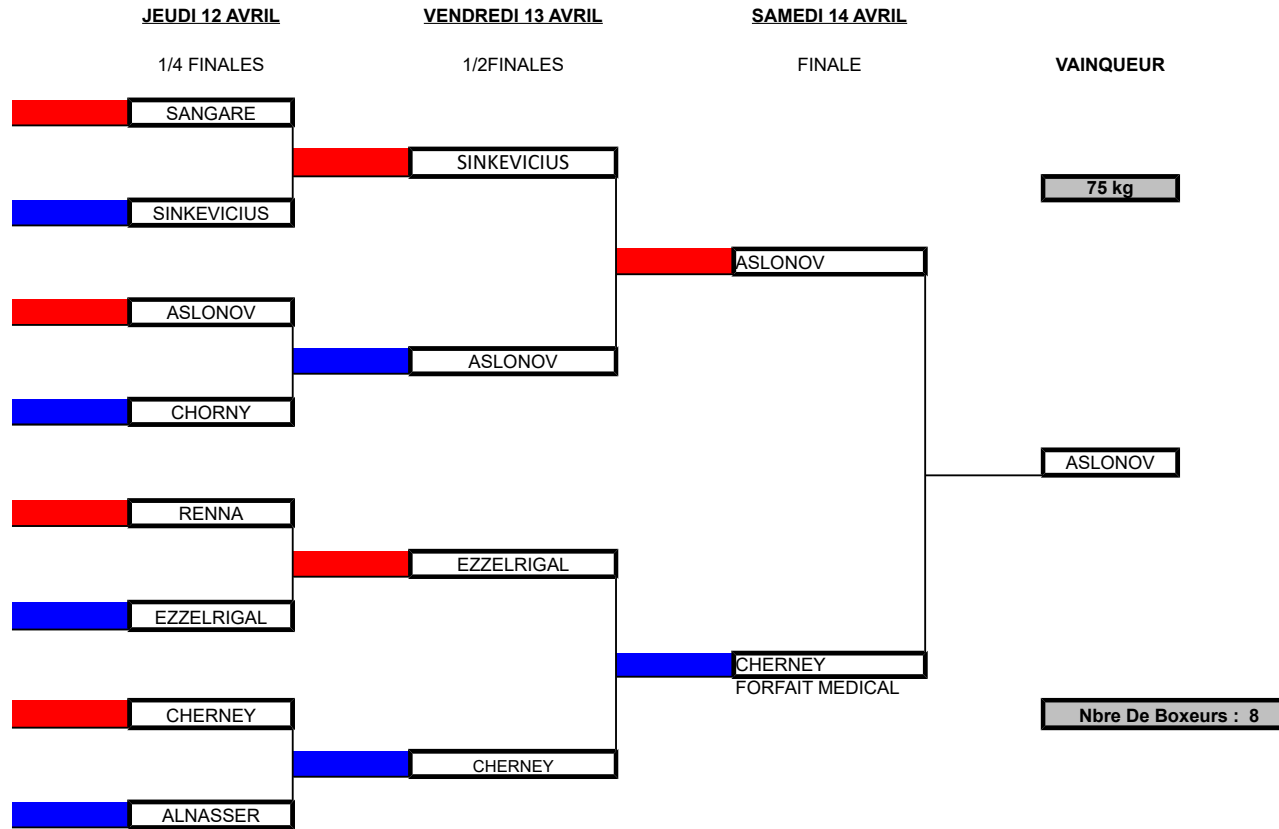 JEUDI 12 AVRIL VENDREDI 13 AVRIL SAMEDI 14 AVRIL
1/4 FINALES 1/2FINALES FINALE VAINQUEUR
SANGARE
SINKEVICIUS
75 kg
SINKEVICIUS
ASLONOV
ASLONOV
ASLONOV
CHORNY
ASLONOV
RENNA
EZZELRIGAL
EZZELRIGAL
CHERNEY
FORFAIT MEDICAL
CHERNEY
Nbre De Boxeurs : 8
CHERNEY
ALNASSER